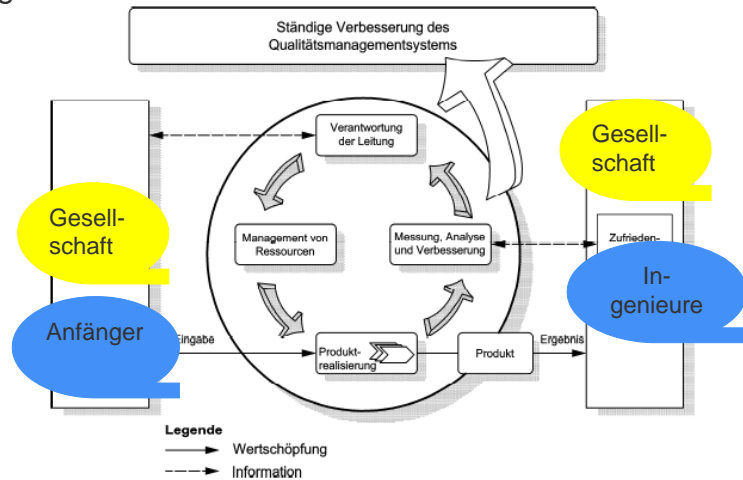 Ständige Verbesserung des
Qualitätsmanagementsystems
Verantwortung
der Leitung
Gesell-
schaft
Gesell-
schaft
Management von
Ressourcen
Messung, Analyse
und Verbesserung
Zufrieden-
In-
genieure
Anfänger
Eingabe
Produkt-
realisierung
Produkt
Ergebnis
Legende
Wertschöpfung
Information